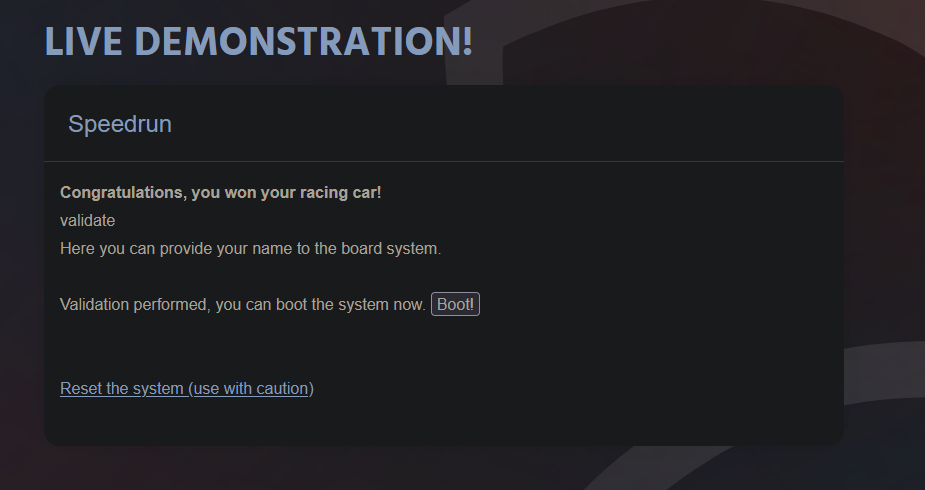 LIVE DEMONSTRATION!
Speedrun
Congratulations, you won your racing car!
validate
Here you can provide your name to the board system.
Validation performed, you can boot the system now. Boot!
Reset the system (use with caution)